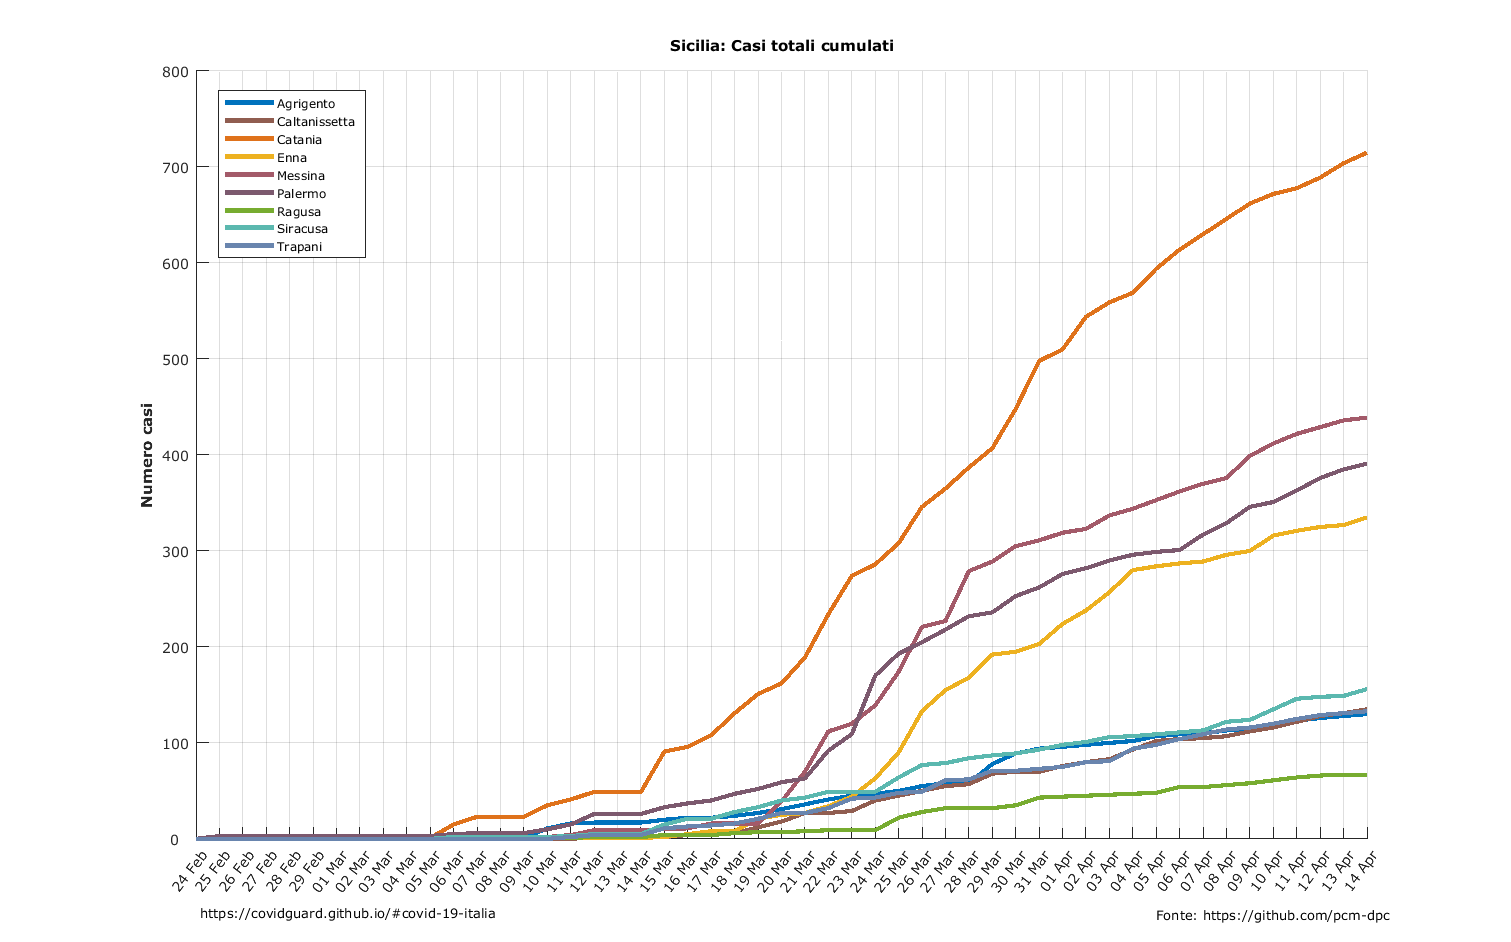 Sicilia: Casi totali cumulati
Numero casi
800
700
600
500
400
300
200
100
0
Agrigento
Caltanissetta
Catania
Enna
Messina
Palermo
Ragusa
Siracusa
Trapani
24 Feb
25 Feb
26 Feb
27 Feb
28 Feb
29 Feb
01 Mar
02 Mar
03 Mar
04 Mar
05 Mar
06 Mar
07 Mar
08 Mar
09 Mar
10 Mar
11 Mar
12 Mar
13 Mar
14 Mar
15 Mar
16 Mar
17 Mar
18 Mar
19 Mar
20 Mar
21 Mar
22 Mar
23 Mar
24 Mar
25 Mar
26 Mar
27 Mar
28 Mar
29 Mar
30 Mar
31 Mar
01 Apr
02 Apr
03 Apr
04 Apr
05 Apr
06 Apr
07 Apr
08 Apr
09 Apr
10 Apr
11 Apr
12 Apr
13 Apr
14 Apr
https://covidguard.github.io/#covid-19-italia
Fonte: https://github.com/pcm-dpc